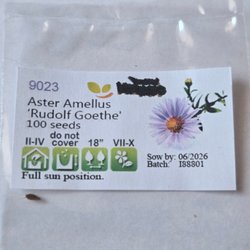 9023
Aster Amellus
'Rudolf Goethe'
100 seeds
II-IV do not cover 18" VII-X
Sow by: 06/2026
Batch: I88801
Full sun position.